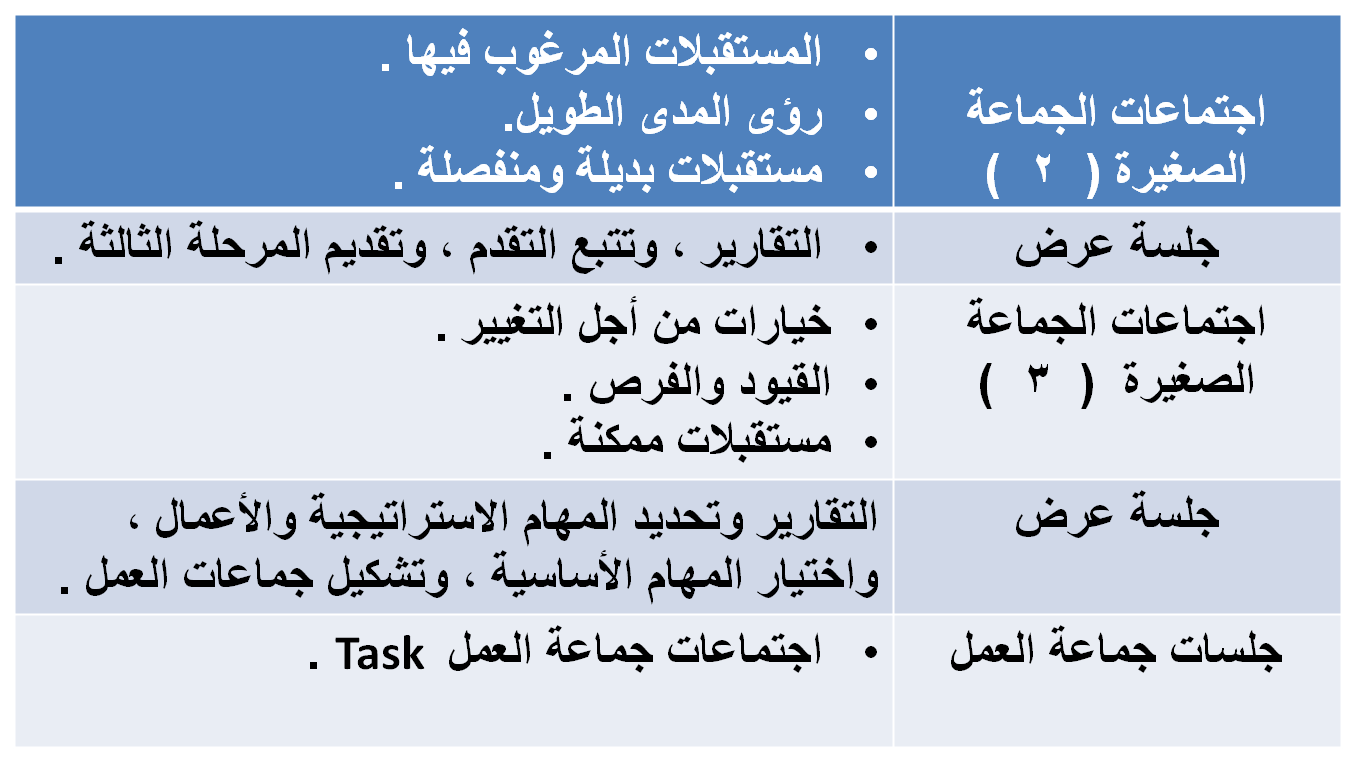 اجتماعات الجماعة
الصغيرة ( ٢ )
• المستقبلات المرغوب فيها .
• رؤى المدى الطويل.
• مستقبلات بديلة ومنفصلة .
جلسة عرض
• التقارير ، وتتبع التقدم ، وتقديم المرحلة الثالثة .
اجتماعات الجماعة
الصغيرة ( ٣ )
• خيارات من أجل التغيير .
• القيود والفرص .
• مستقبلات ممكنة .
جلسة عرض
التقارير وتحديد المهام الاستراتيجية والأعمال ،
واختيار المهام الأساسية ، وتشكيل جماعات العمل .
جلسات جماعة العمل
• اجتماعات جماعة العمل Task .